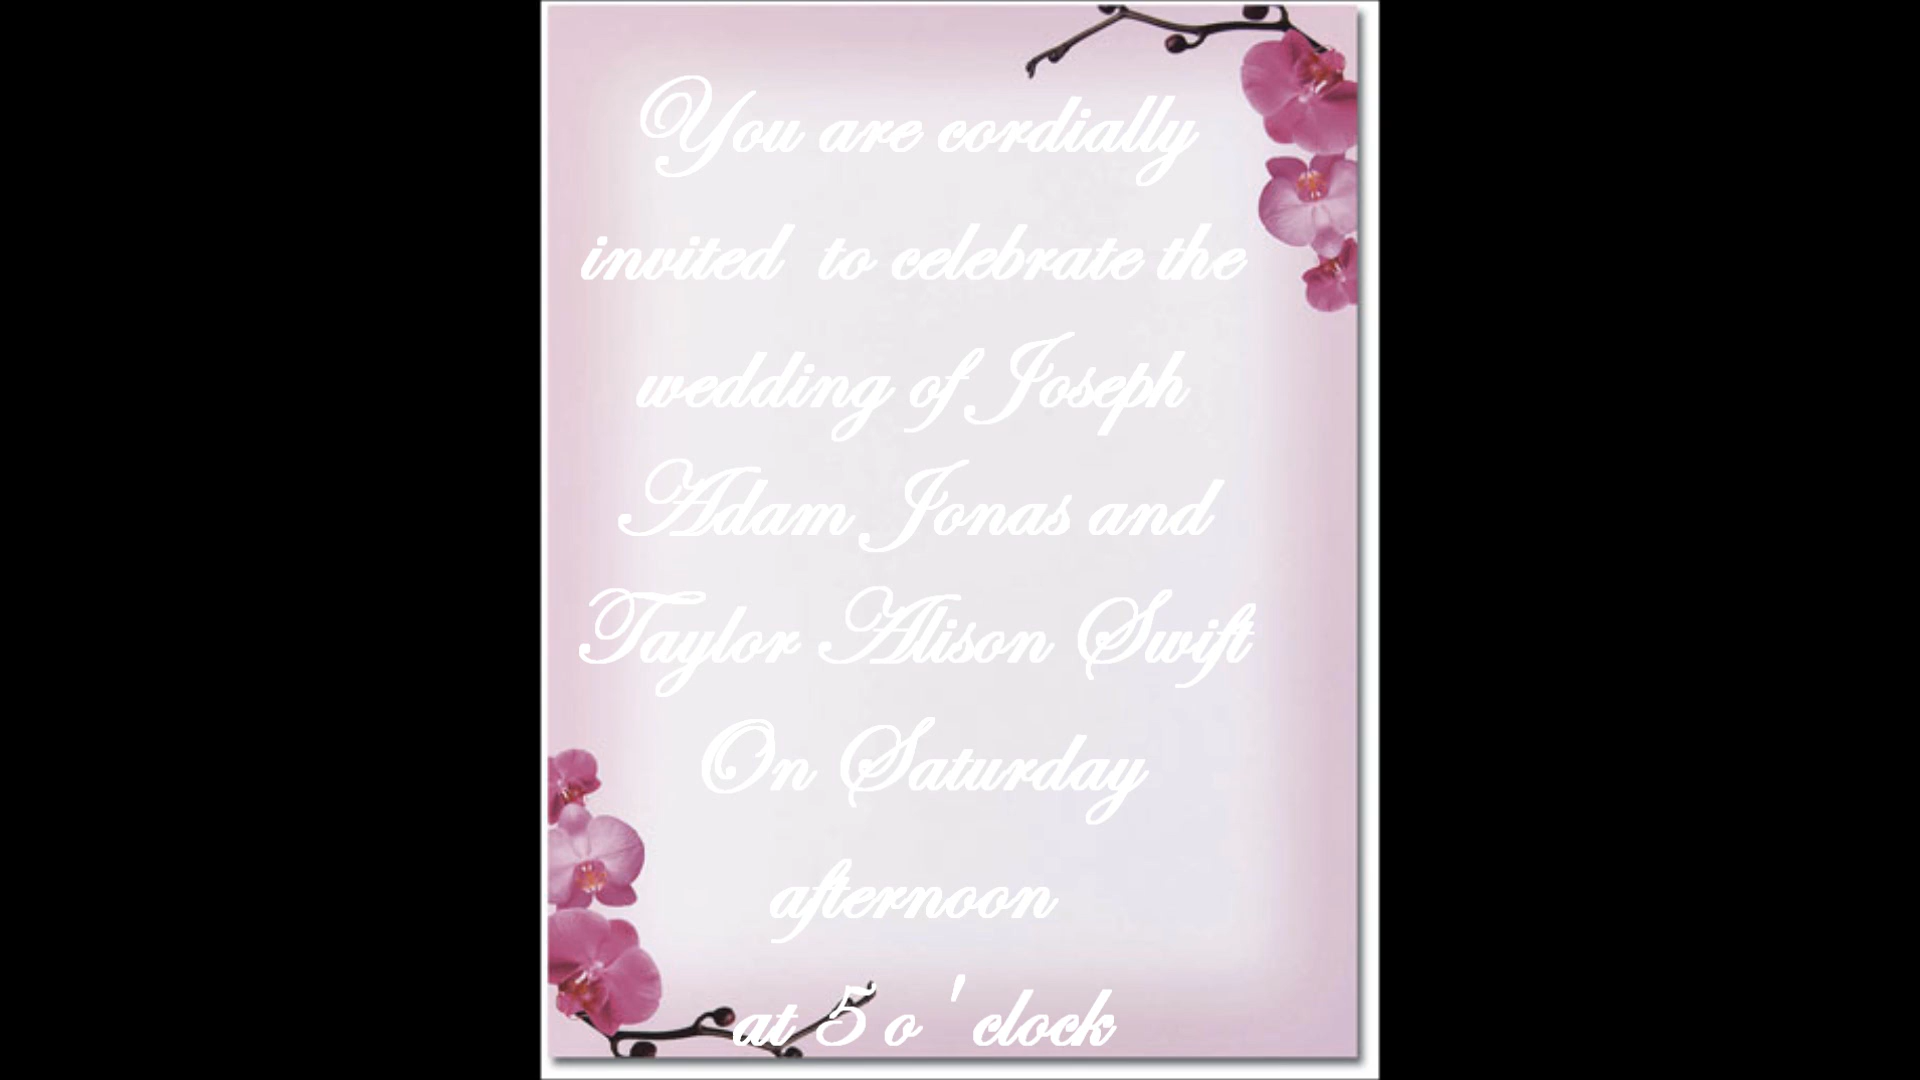 You are cordially
invited to celebrate the
wedding of Joseph
Adam Jonas and
Taylor Alison Swift
On Saturday
afternoon
at 5 o ' clock